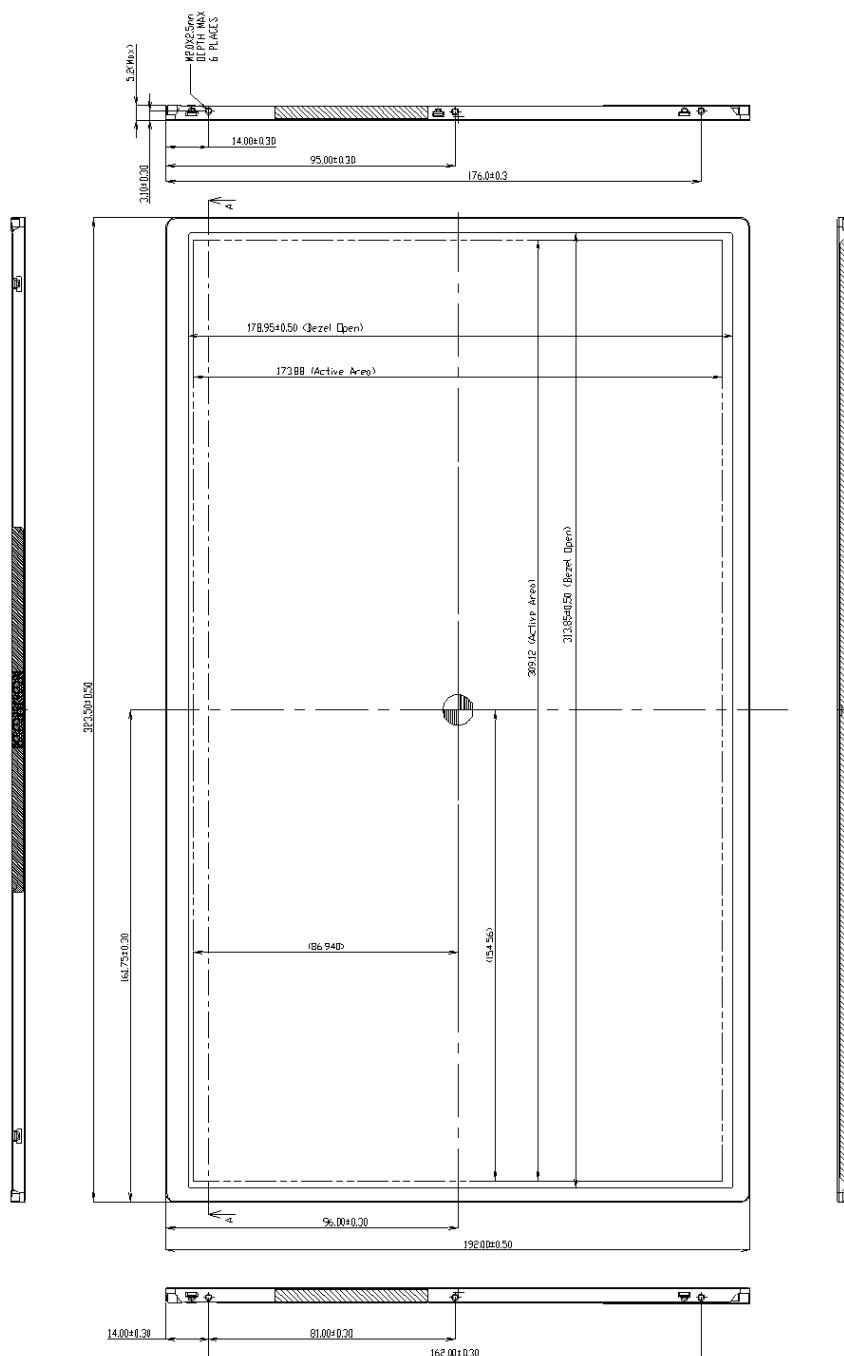 M2.0X2.5mm
DEPTH MAX
6 PLACES
5.2(Max)
3.10±0.30
14.00±0.30
95.00±0.30
176.0±0.3
A
178.95±0.50 (Bezel Open)
173.88 (Active Area)
309.12 (Active Area)
313.85±0.50 (Bezel Open)
323.50±0.50
161.75±0.30
(86.940)
(154.56)
A
96.00±0.30
192.00±0.50
14.00±0.30
81.00±0.30
162.00±0.30